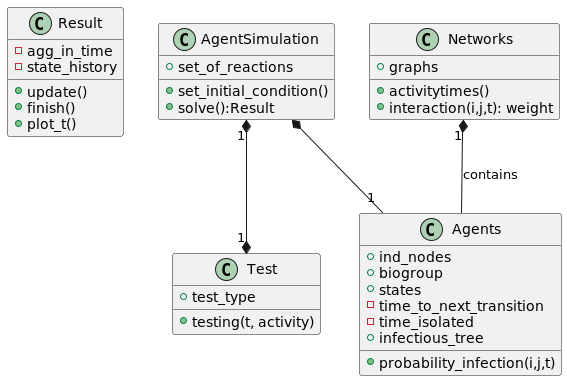 C Result
agg_in_time
state_history
update()
finish()
plot_t()
C AgentSimulation
set_of_reactions
set_initial_condition()
solve():Result
C Networks
graphs
activitytimes()
interaction(i,j,t): weight
1
1
contains
1
1
C Test
test_type
testing(t, activity)
C Agents
ind_nodes
biogroup
states
time_to_next_transition
time_isolated
infectious_tree
probability_infection(i,j,t)